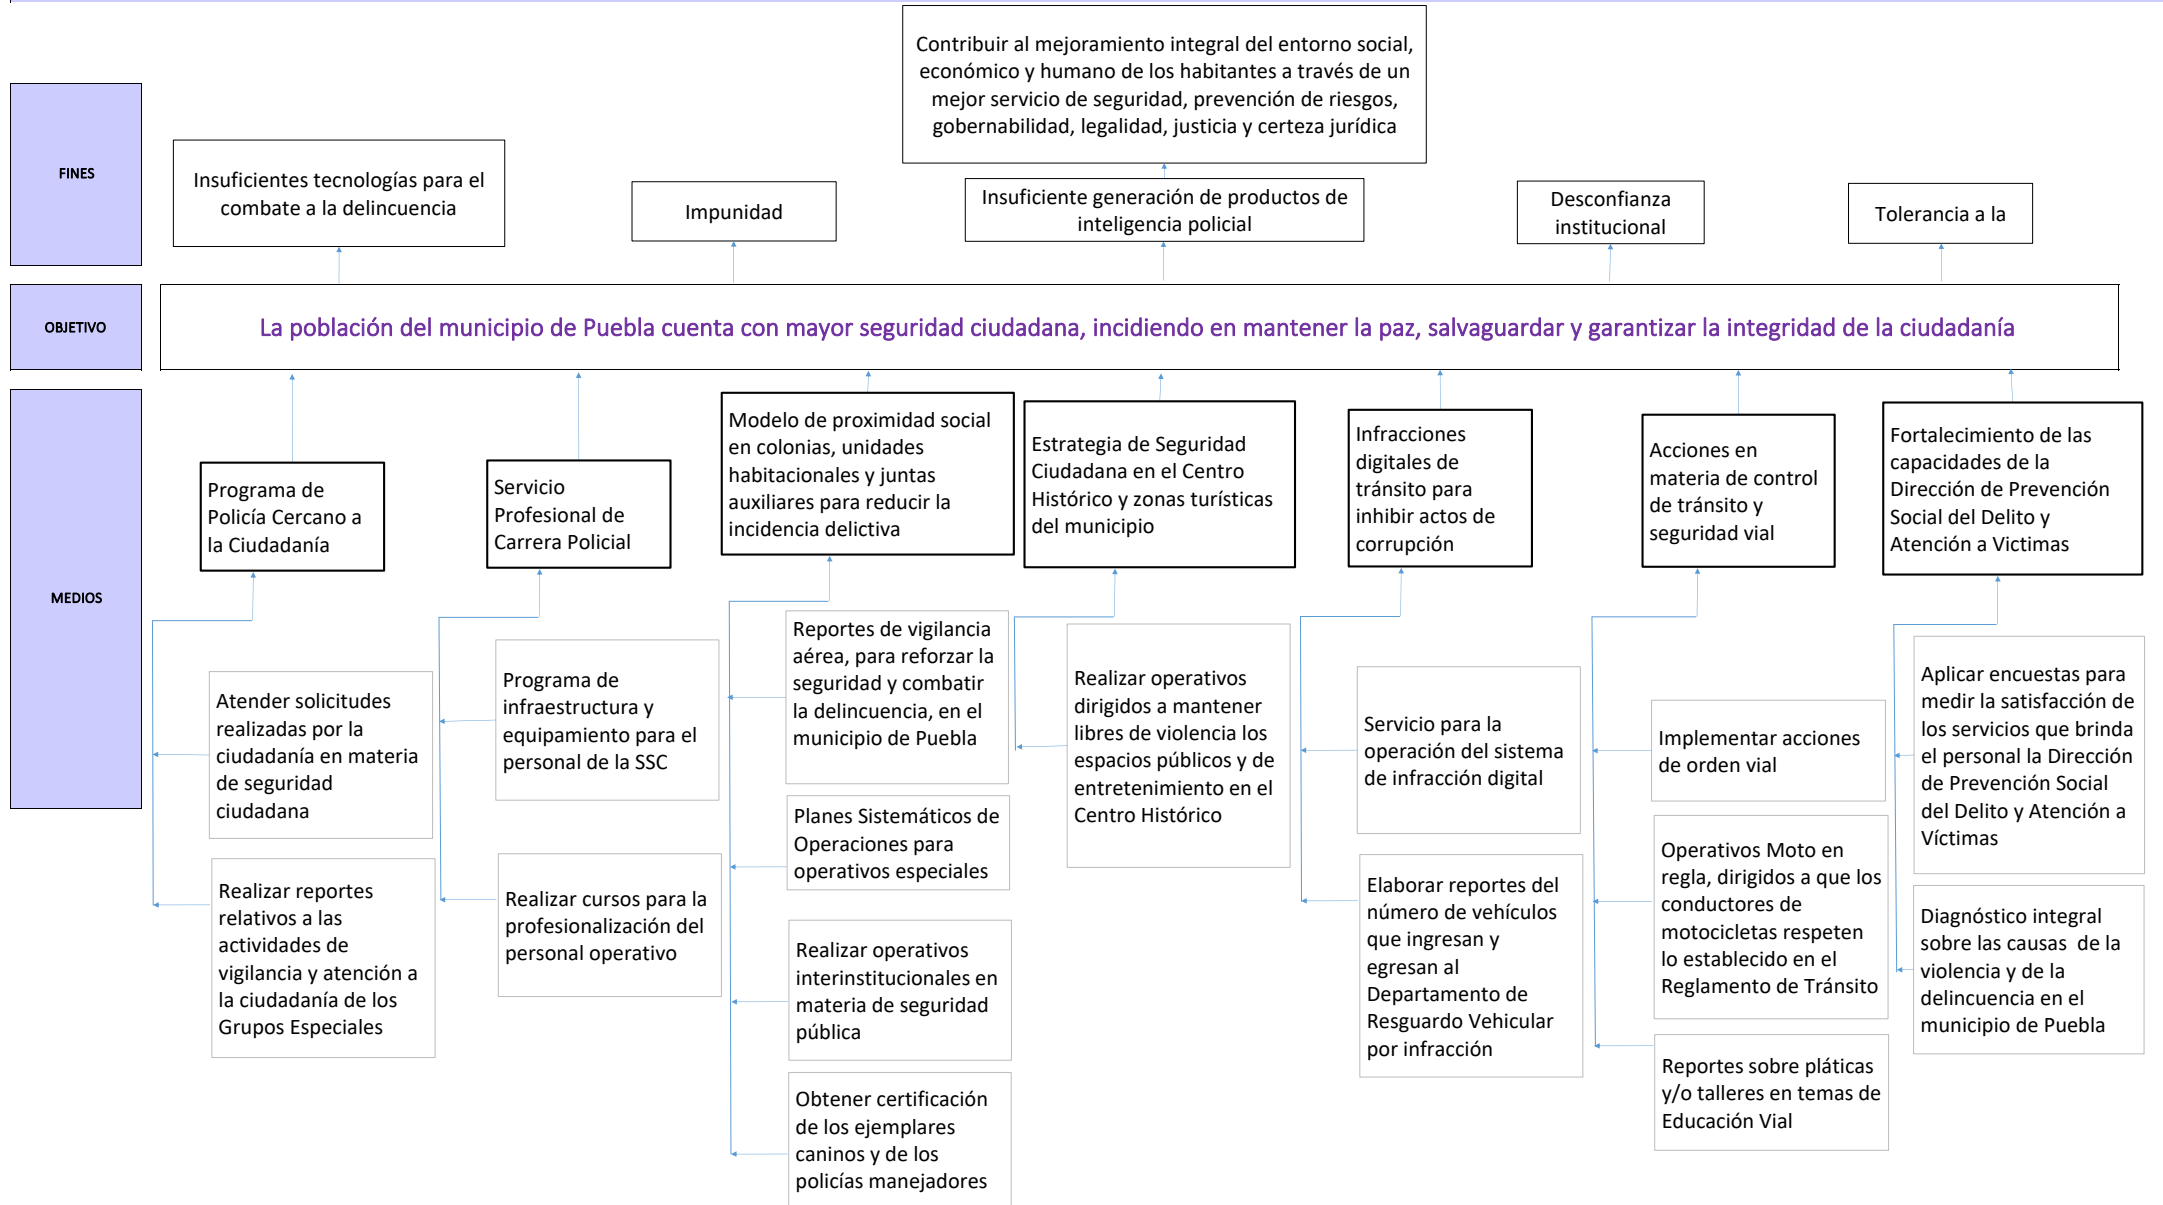 FINES
Contribuir al mejoramiento integral del entorno social,
económico y humano de los habitantes a través de un
mejor servicio de seguridad, prevención de riesgos,
gobernabilidad, legalidad, justicia y certeza jurídica
Insuficientes tecnologías para el
combate a la delincuencia
Impunidad
Insuficiente generación de productos de
inteligencia policial
Desconfianza
institucional
Tolerancia a la
OBJETIVO
La población del municipio de Puebla cuenta con mayor seguridad ciudadana, incidiendo en mantener la paz, salvaguardar y garantizar la integridad de la ciudadanía
MEDIOS
Programa de
Policía Cercano a
la Ciudadanía
Servicio
Profesional de
Carrera Policial
Modelo de proximidad social
en colonias, unidades
habitacionales y juntas
auxiliares para reducir la
incidencia delictiva
Estrategia de Seguridad
Ciudadana en el Centro
Histórico y zonas turísticas
del municipio
Infracciones
digitales de
tránsito para
inhibir actos de
corrupción
Acciones en
materia de control
de tránsito y
seguridad vial
Fortalecimiento de las
capacidades de la
Dirección de Prevención
Social del Delito y
Atención a Victimas
Atender solicitudes
realizadas por la
ciudadanía en materia
de seguridad
ciudadana
Realizar reportes
relativos a las
actividades de
vigilancia y atención a
la ciudadanía de los
Grupos Especiales
Programa de
infraestructura y
equipamiento para el
personal de la SSC
Realizar cursos para la
profesionalización del
personal operativo
Reportes de vigilancia
aérea, para reforzar la
seguridad y combatir
la delincuencia, en el
municipio de Puebla
Planes Sistemáticos de
Operaciones para
operativos especiales
Realizar operativos
interinstitucionales en
materia de seguridad
pública
Obtener certificación
de los ejemplares
caninos y de los
policías manejadores
Realizar operativos
dirigidos a mantener
libres de violencia los
espacios públicos y de
entretenimiento en el
Centro Histórico
Servicio para la
operación del sistema
de infracción digital
Elaborar reportes del
número de vehículos
que ingresan y
egresan al
Departamento de
Resguardo Vehicular
por infracción
Implementar acciones
de orden vial
Operativos Moto en
regla, dirigidos a que los
conductores de
motocicletas respeten
lo establecido en el
Reglamento de Tránsito
Reportes sobre pláticas
y/o talleres en temas de
Educación Vial
Aplicar encuestas para
medir la satisfacción de
los servicios que brinda
el personal la Dirección
de Prevención Social
del Delito y Atención a
Víctimas
Diagnóstico integral
sobre las causas  de la
violencia y de la
delincuencia en el
municipio de Puebla